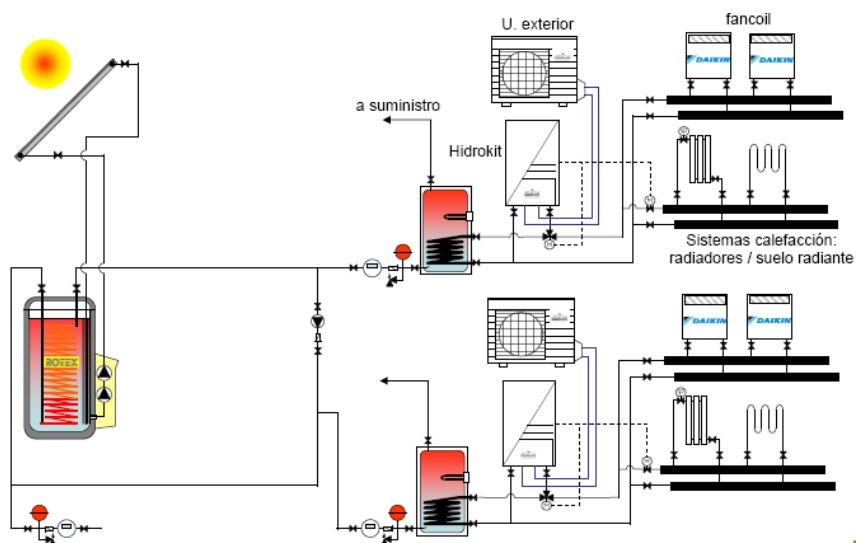 U. exterior
fancoil
DAIKIN
DAIKIN
a suministro
Hidrokit
Sistemas calefacción:
radiadores / suelo radiante
ROTEX
DAIKIN
DAIKIN